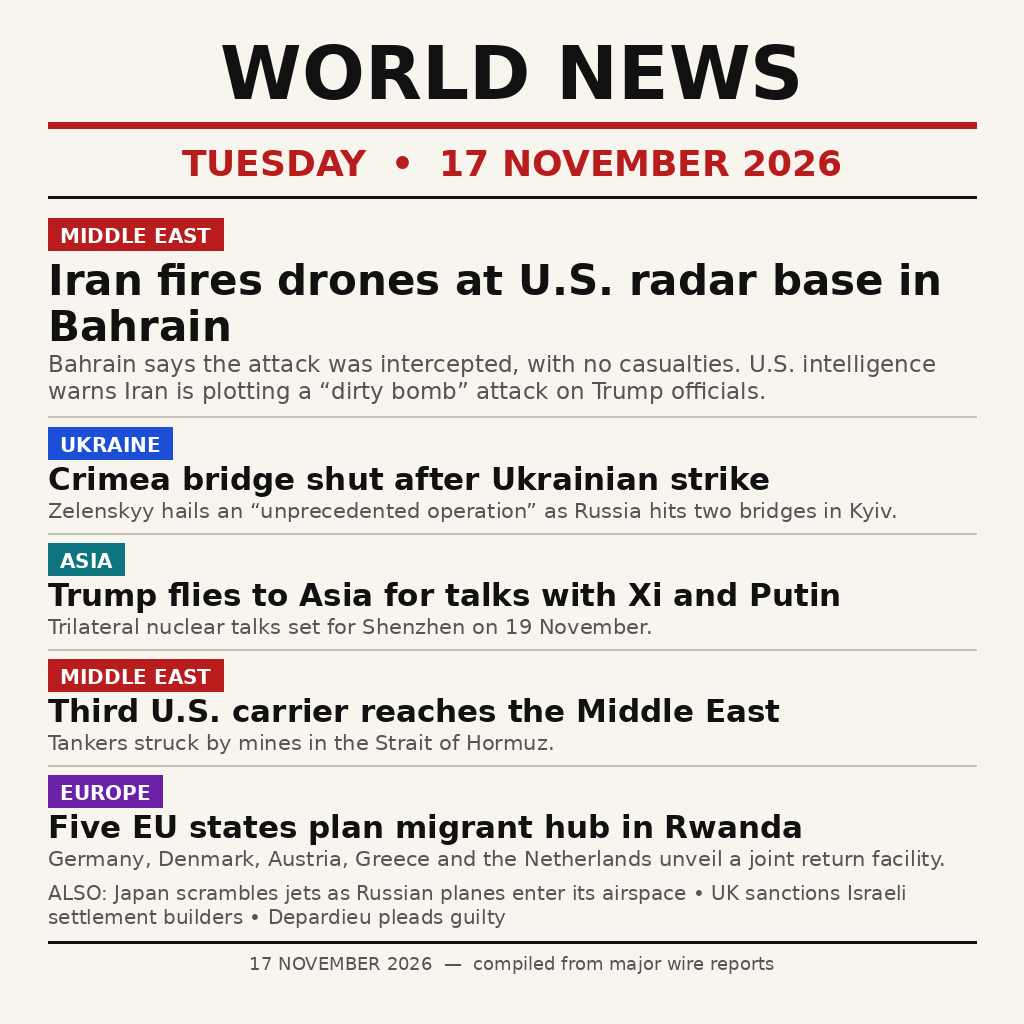 WORLD NEWS
TUESDAY • 17 NOVEMBER 2026
MIDDLE EAST
Iran fires drones at U.S. radar base in
Bahrain
Bahrain says the attack was intercepted, with no casualties. U.S. intelligence
warns Iran is plotting a “dirty bomb” attack on Trump officials.
UKRAINE
Crimea bridge shut after Ukrainian strike
Zelenskyy hails an “unprecedented operation” as Russia hits two bridges in Kyiv.
ASIA
Trump flies to Asia for talks with Xi and Putin
Trilateral nuclear talks set for Shenzhen on 19 November.
MIDDLE EAST
Third U.S. carrier reaches the Middle East
Tankers struck by mines in the Strait of Hormuz.
EUROPE
Five EU states plan migrant hub in Rwanda
Germany, Denmark, Austria, Greece and the Netherlands unveil a joint return facility.
ALSO: Japan scrambles jets as Russian planes enter its airspace • UK sanctions Israeli
settlement builders • Depardieu pleads guilty
17 NOVEMBER 2026 — compiled from major wire reports